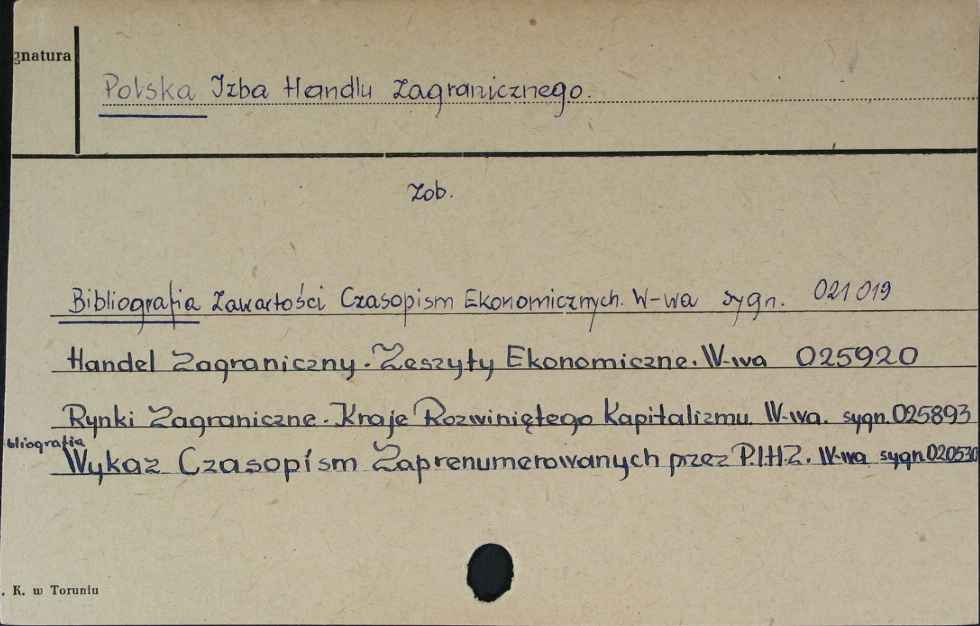 gnatura
Polska Izba Handlu Zagranicznego.
Zob.
Bibliografia Zawartości Czasopism Ekonomicznych. W-wa sygn. 021019
Handel Zagraniczny. Zeszyty Ekonomiczne. W-wa 025920
Rynki Zagraniczne. Kraje Rozwiniętego Kapitalizmu. W-wa. sygn. 025893
bliografia
Wykaz Czasopism Zaprenumerowanych przez P.I.H.Z. W-wa sygn. 020530
. K. w Toruniu